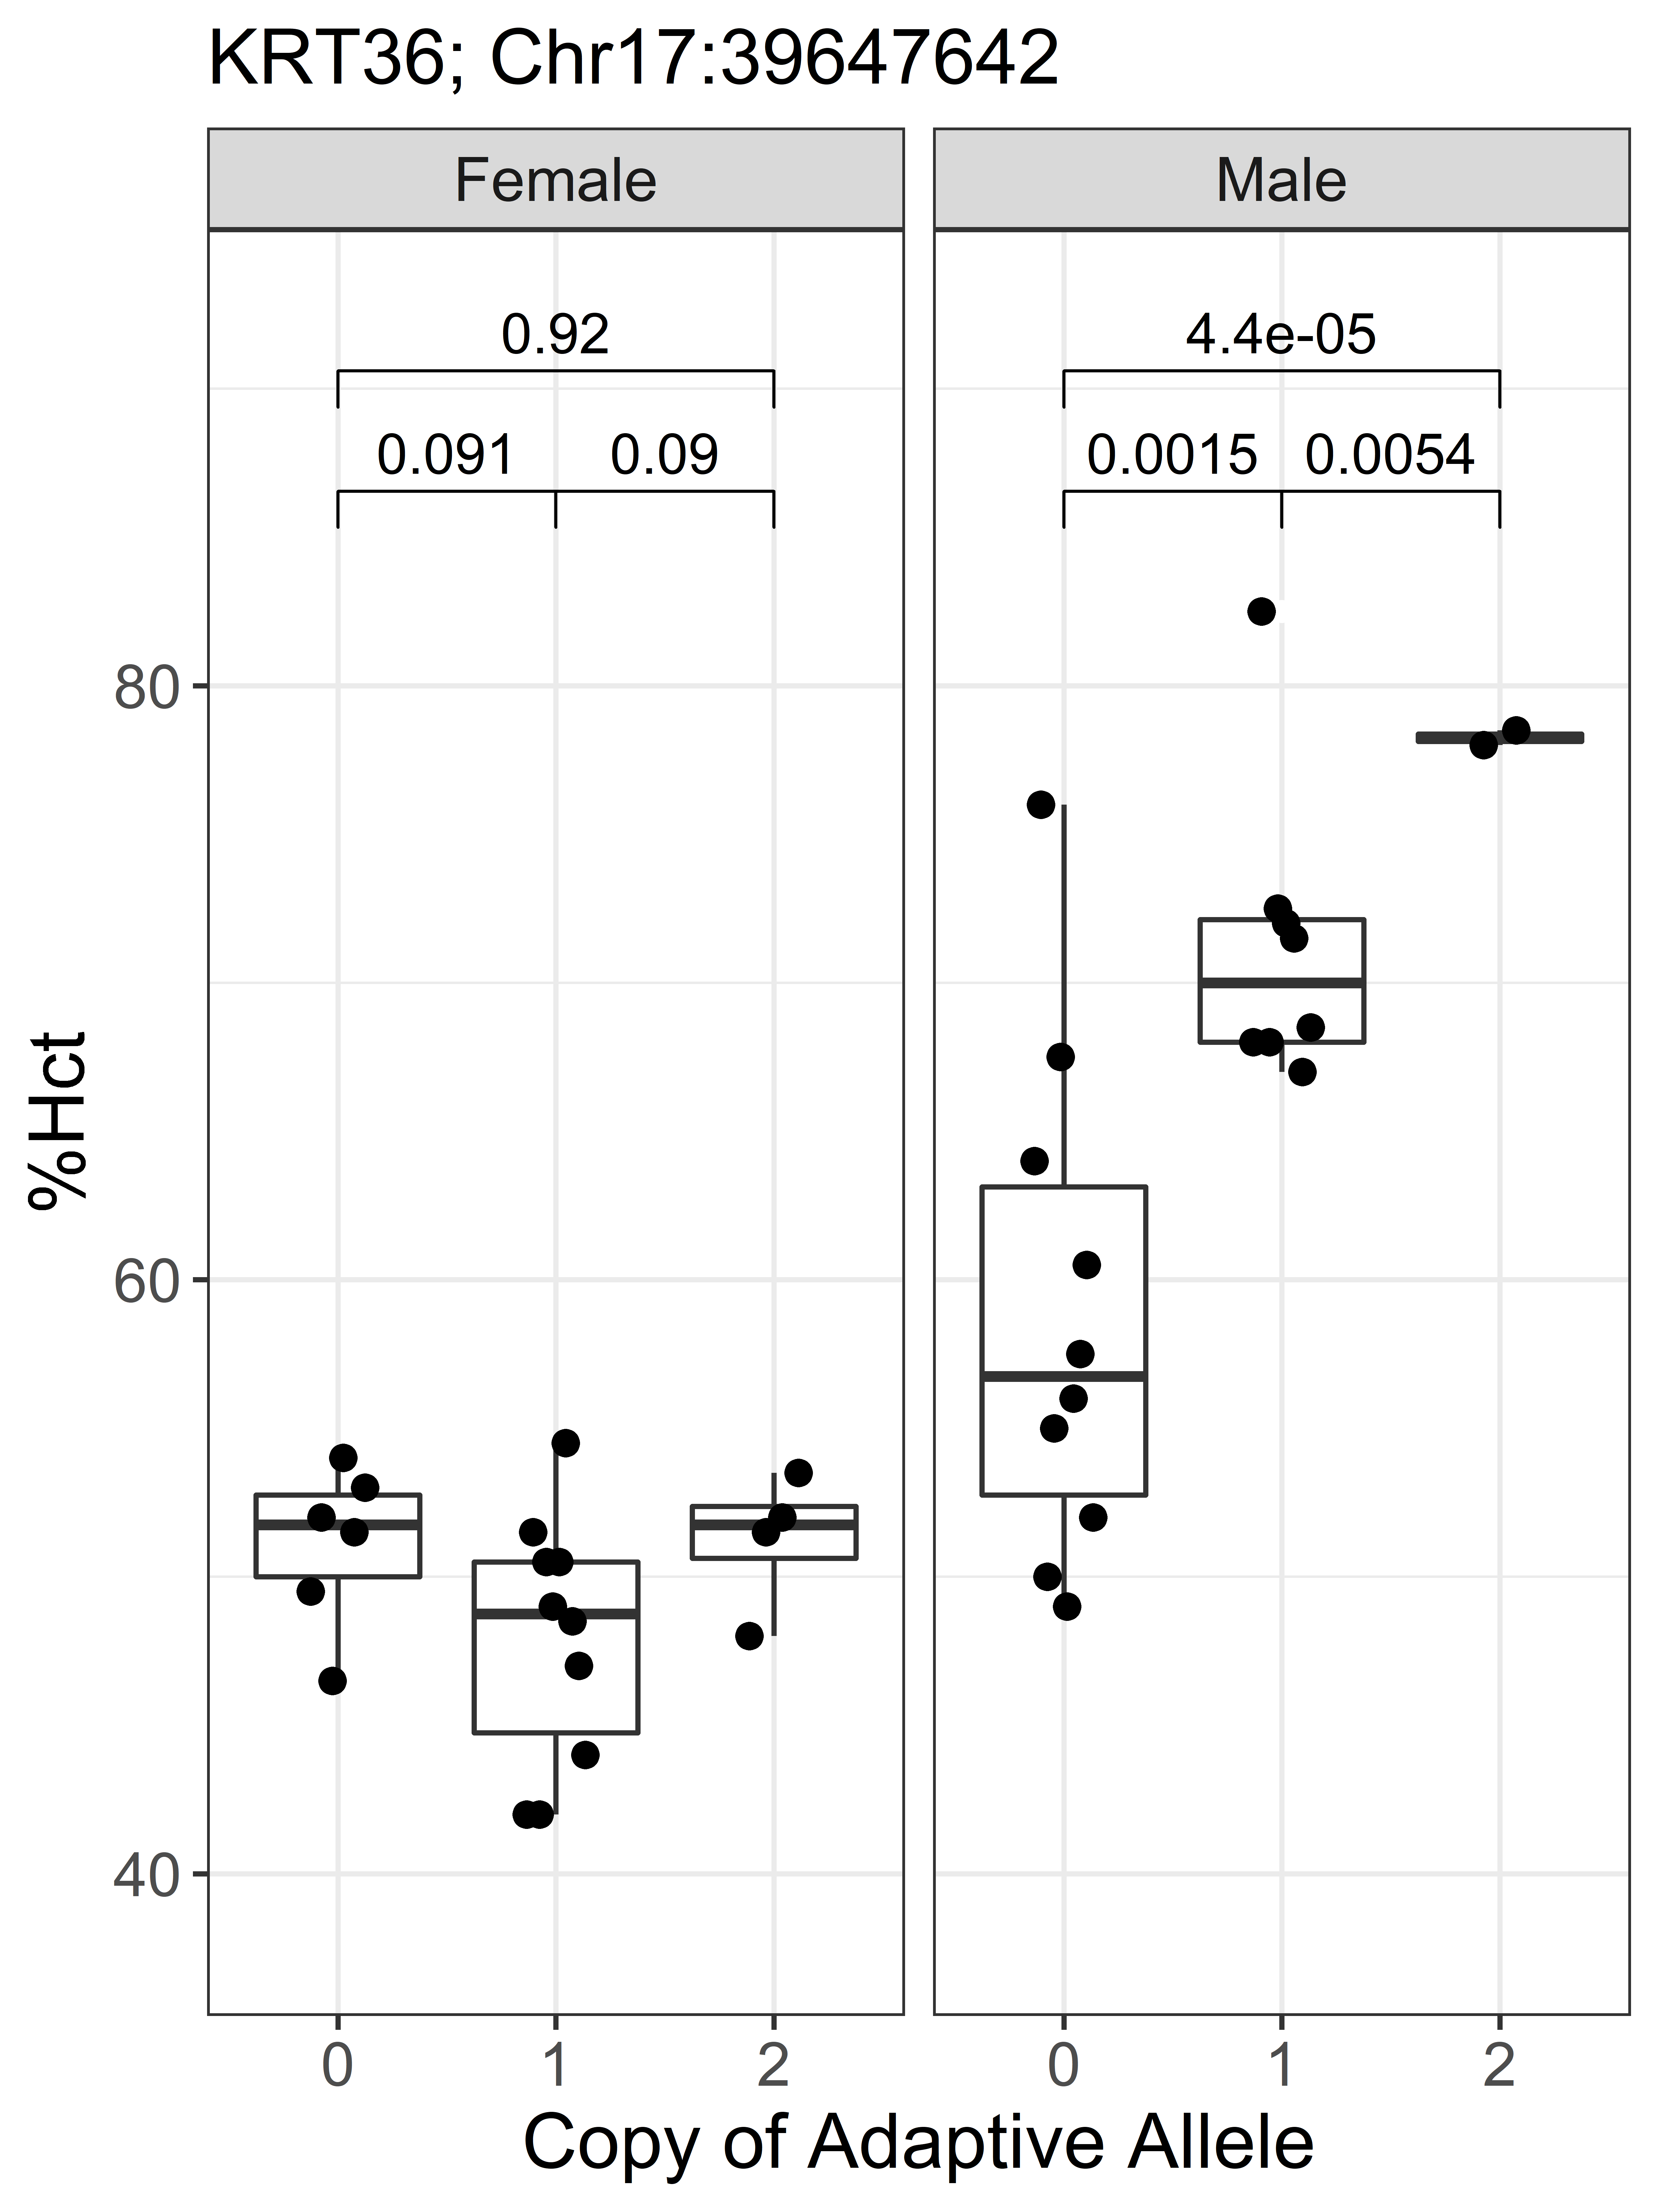 KRT36; Chr17:39647642
Female Male
0.92 4.4e-05
0.091 0.09 0.0015 0.0054
%Hct
80
60
40
0 1 2 0 1 2
Copy of Adaptive Allele